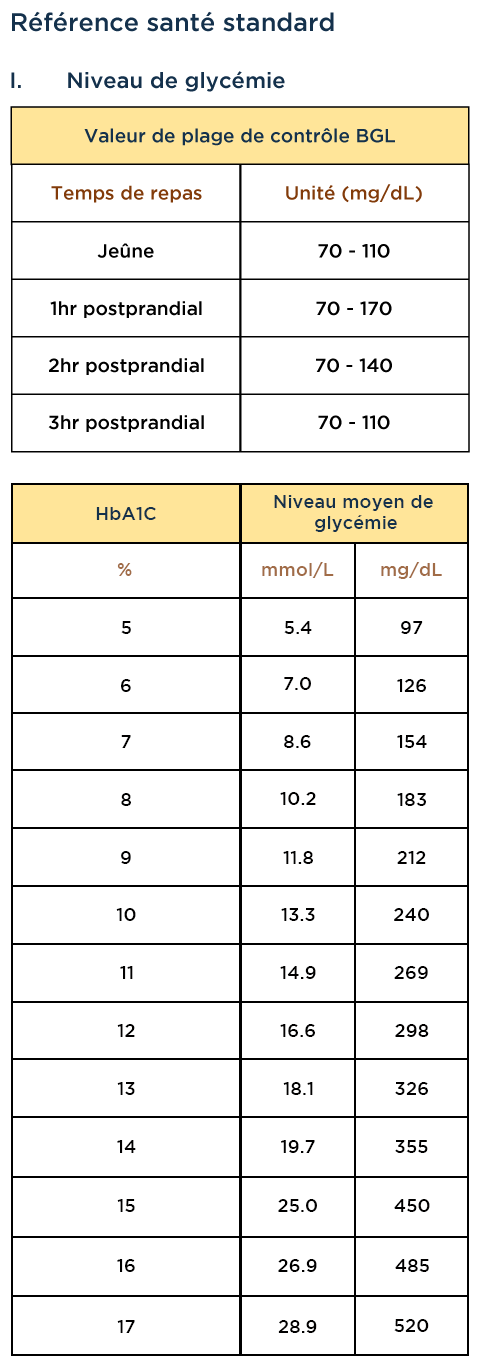 Référence santé standard
I. Niveau de glycémie
Valeur de plage de contrôle BGL
Temps de repas Unité (mg/dL)
Jeûne 70 - 110
1hr postprandial 70 - 170
2hr postprandial 70 - 140
3hr postprandial 70 - 110
HbA1C Niveau moyen de
glycémie
% mmol/L mg/dL
5 5.4 97
6 7.0 126
7 8.6 154
8 10.2 183
9 11.8 212
10 13.3 240
11 14.9 269
12 16.6 298
13 18.1 326
14 19.7 355
15 25.0 450
16 26.9 485
17 28.9 520